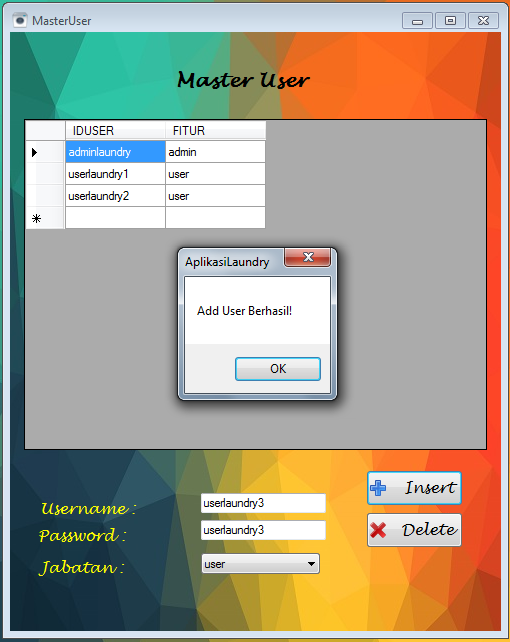 MasterUser
Master User
IDUSER FITUR
adminlaundry admin
userlaundry1 user
userlaundry2 user
AplikasiLaundry
Add User Berhasil!
OK
Username : userlaundry3 Insert
Password : userlaundry3 Delete
Jabatan : user